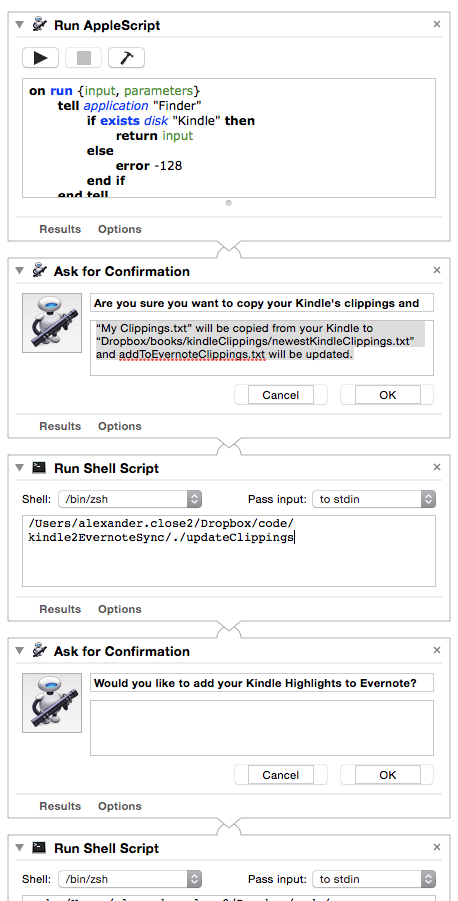 Run AppleScript
on run {input, parameters}
tell application "Finder"
if exists disk "Kindle" then
return input
else
error -128
end if
end tell
Results Options
Ask for Confirmation
Are you sure you want to copy your Kindle's clippings and
"My Clippings.txt" will be copied from your Kindle to
"Dropbox/books/kindleClippings/newestKindleClippings.txt"
and addToEvernoteClippings.txt will be updated.
Cancel OK
Results Options
Run Shell Script
Shell: /bin/zsh Pass input: to stdin
/Users/alexander.close2/Dropbox/code/
kindle2EvernoteSync/./updateClippings
Results Options
Ask for Confirmation
Would you like to add your Kindle Highlights to Evernote?
Cancel OK
Results Options
Run Shell Script
Shell: /bin/zsh Pass input: to stdin